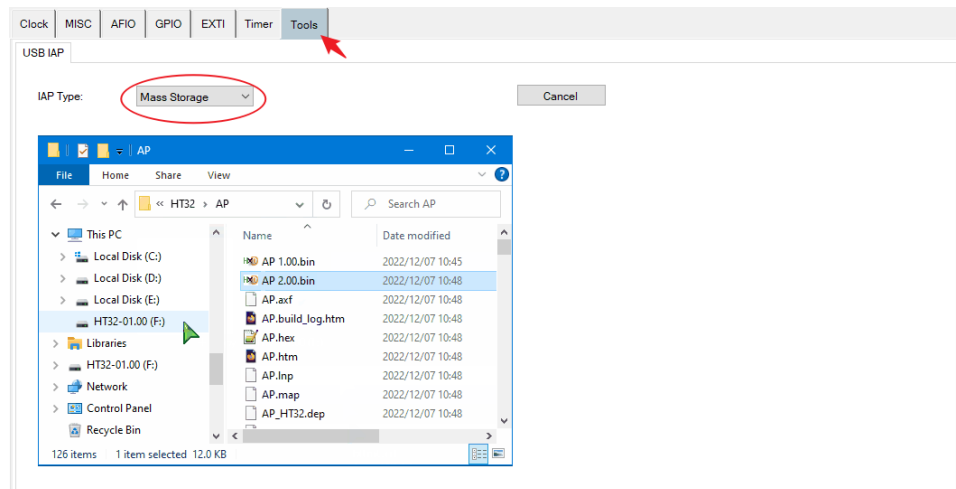 Clock MISC AFIO GPIO EXTI Timer Tools
USB IAP
IAP Type: Mass Storage Cancel
AP
File Home Share View
« HT32 › AP Search AP
This PC Name Date modified
Local Disk (C:) AP 1.00.bin 2022/12/07 10:45
Local Disk (D:) AP 2.00.bin 2022/12/07 10:48
Local Disk (E:) AP.axf 2022/12/07 10:48
HT32-01.00 (F:) AP.build_log.htm 2022/12/07 10:48
Libraries AP.hex 2022/12/07 10:48
HT32-01.00 (F:) AP.htm 2022/12/07 10:48
Network AP.lnp 2022/12/07 10:48
Control Panel AP.map 2022/12/07 10:48
Recycle Bin AP_HT32.dep 2022/12/07 10:48
126 items 1 item selected 12.0 KB